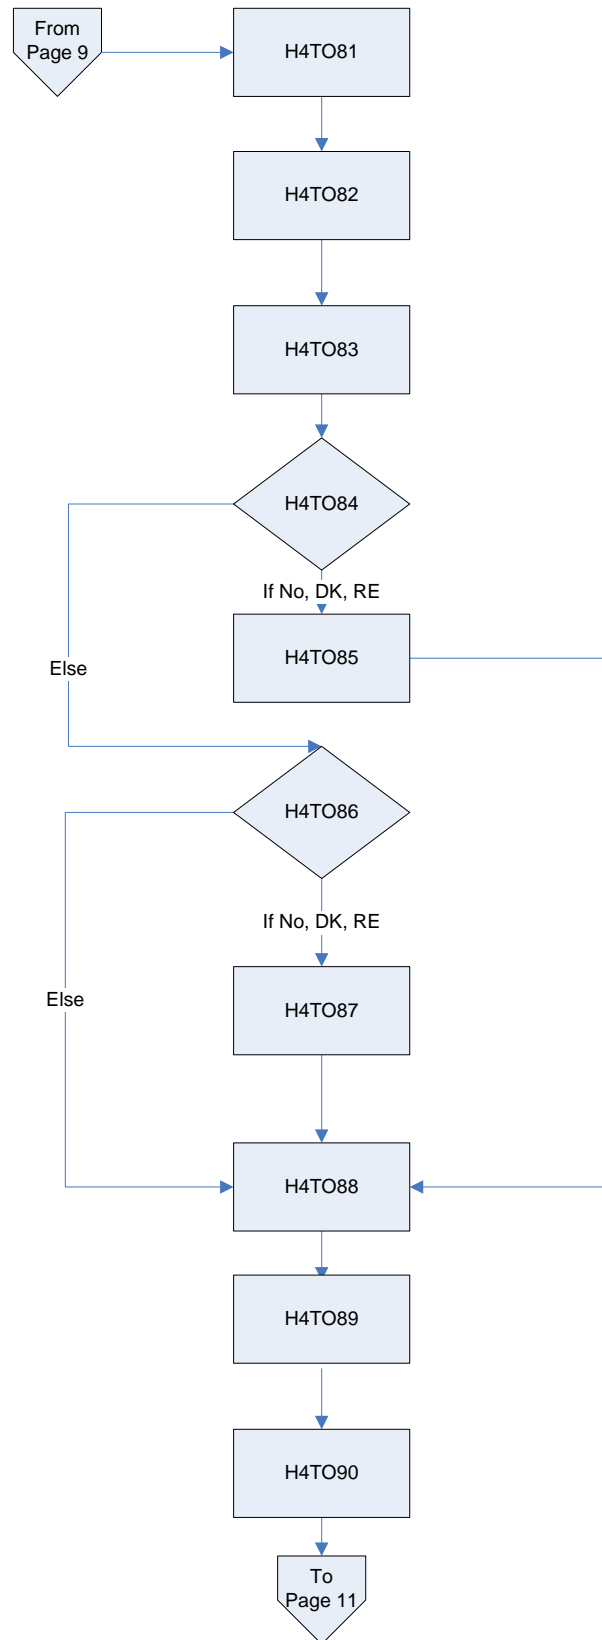 From
Page 9
H4TO81
H4TO82
H4TO83
H4TO84
If No, DK, RE
H4TO85
Else
H4TO86
If No, DK, RE
Else
H4TO87
H4TO88
H4TO89
H4TO90
To
Page 11